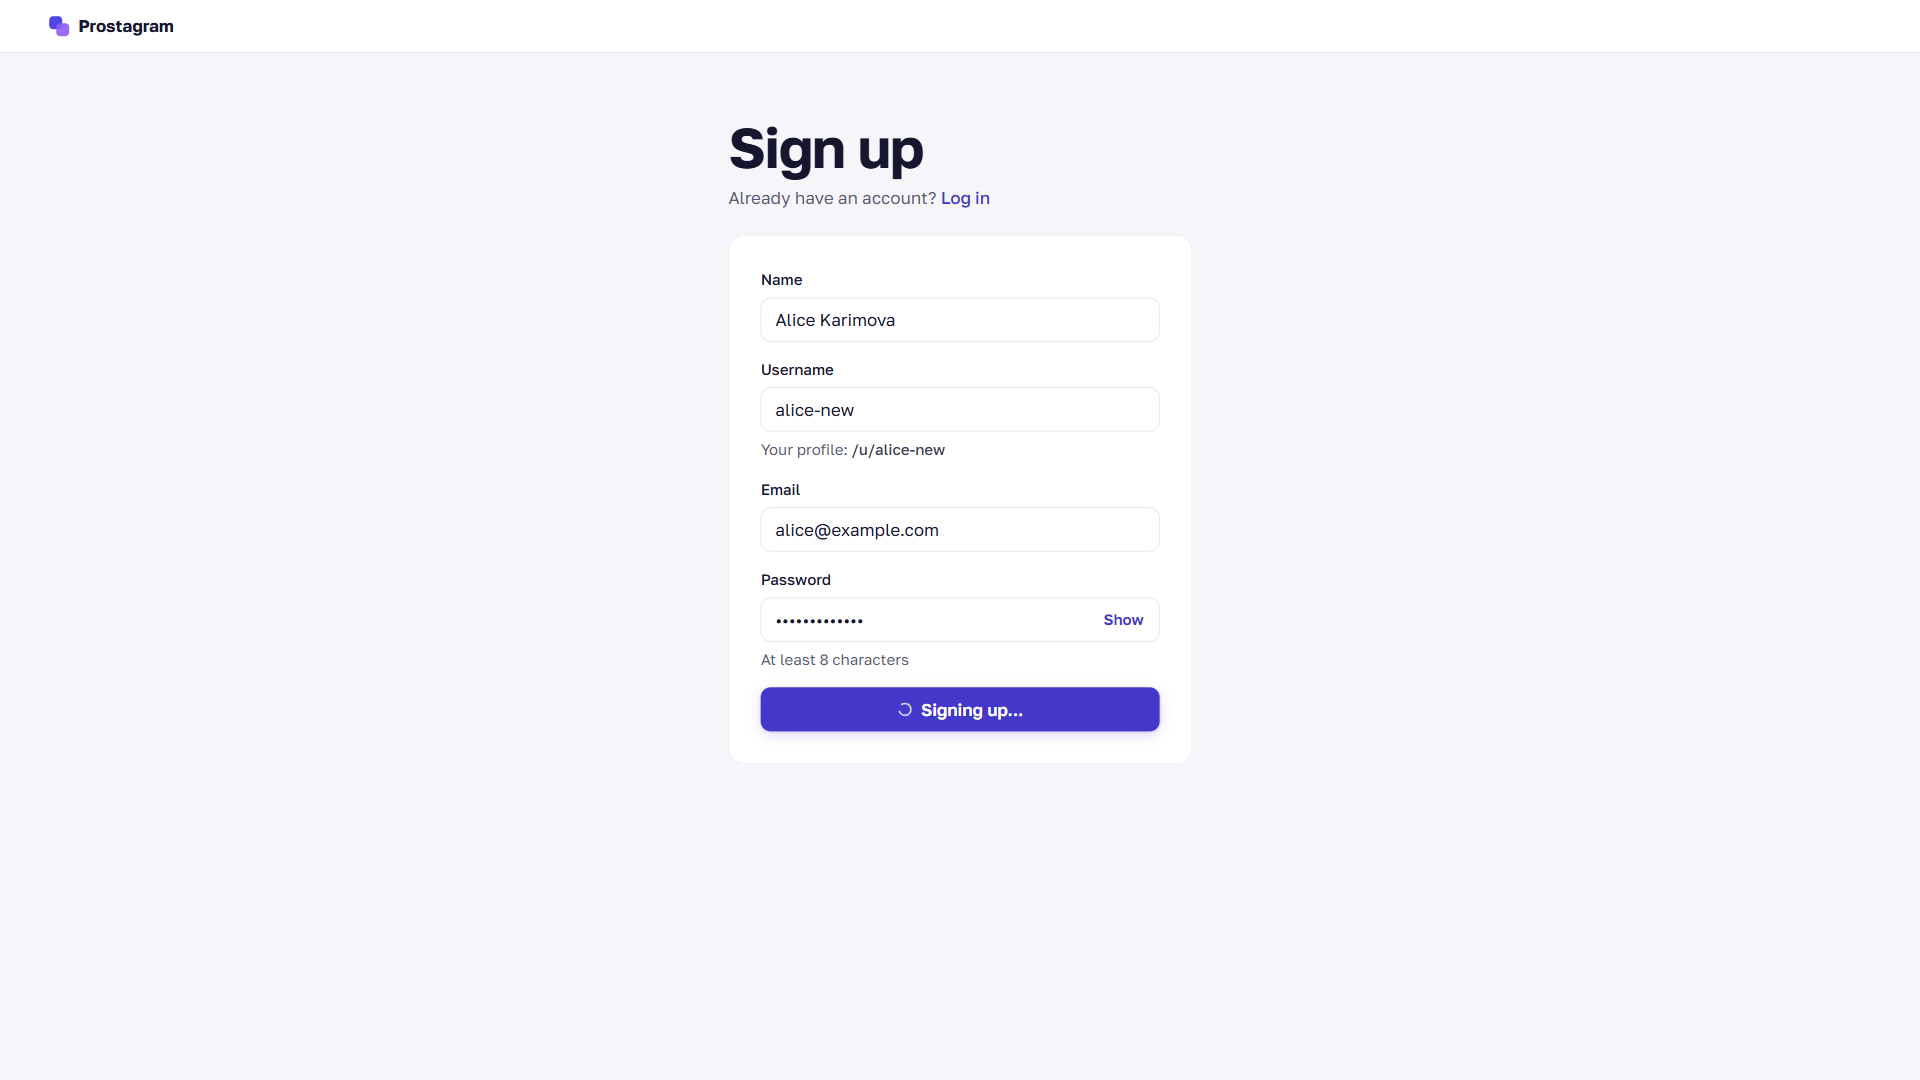 Prostagram
Sign up
Already have an account? Log in
Name
Alice Karimova
Username
alice-new
Your profile: /u/alice-new
Email
alice@example.com
Password
••••••••••••• Show
At least 8 characters
Signing up...